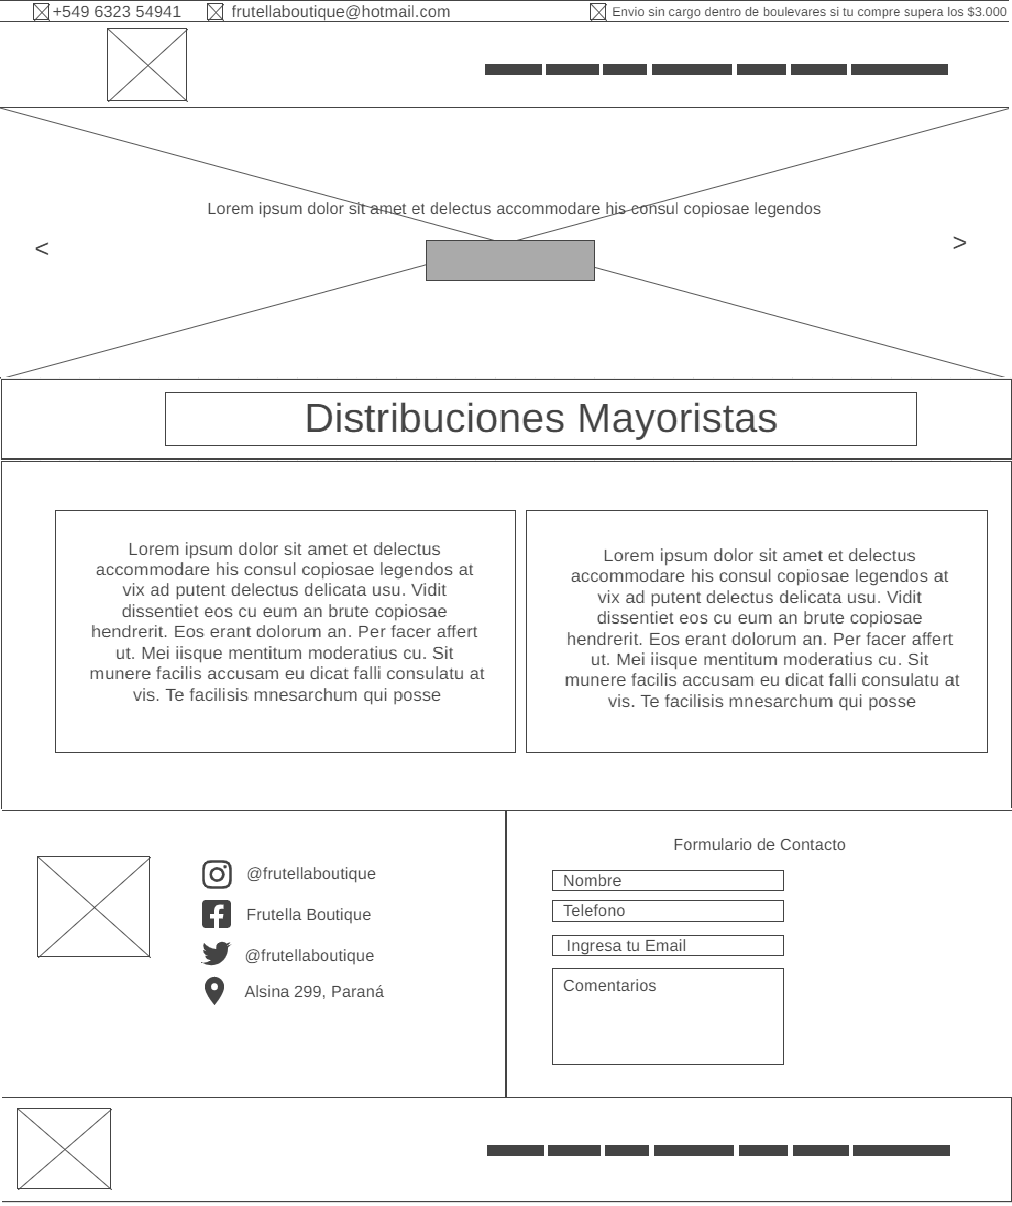 +549 6323 54941 frutellaboutique@hotmail.com Envio sin cargo dentro de boulevares si tu compre supera los $3.000
Lorem ipsum dolor sit amet et delectus accommodare his consul copiosae legendos
< >
Distribuciones Mayoristas
Lorem ipsum dolor sit amet et delectus
accommodare his consul copiosae legendos at
vix ad putent delectus delicata usu. Vidit
dissentiet eos cu eum an brute copiosae
hendrerit. Eos erant dolorum an. Per facer affert
ut. Mei iisque mentitum moderatius cu. Sit
munere facilis accusam eu dicat falli consulatu at
vis. Te facilisis mnesarchum qui posse
Lorem ipsum dolor sit amet et delectus
accommodare his consul copiosae legendos at
vix ad putent delectus delicata usu. Vidit
dissentiet eos cu eum an brute copiosae
hendrerit. Eos erant dolorum an. Per facer affert
ut. Mei iisque mentitum moderatius cu. Sit
munere facilis accusam eu dicat falli consulatu at
vis. Te facilisis mnesarchum qui posse
@frutellaboutique
Frutella Boutique
@frutellaboutique
Alsina 299, Paraná
Formulario de Contacto
Nombre
Telefono
Ingresa tu Email
Comentarios